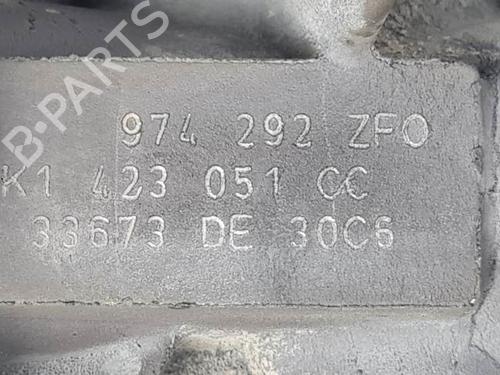 B-PARTS
974 292 ZFO
K1 423 051 CC
33673 DE 30C6